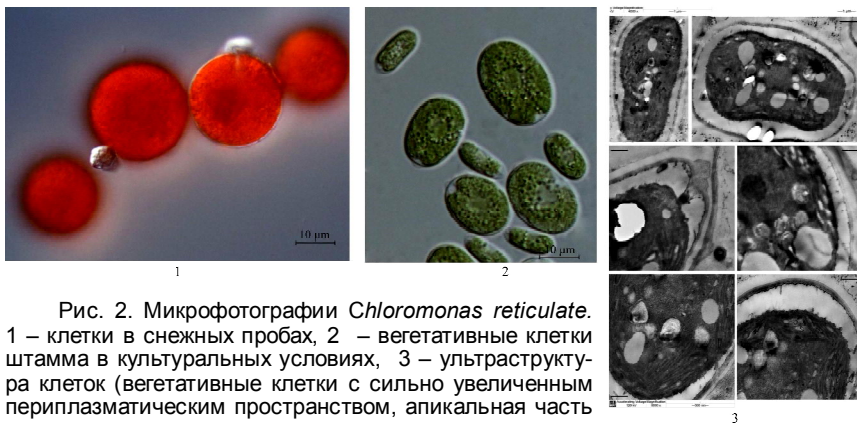 10 µm
1
10 µm
2
3
Рис. 2. Микрофотографии Chloromonas reticulate.
1 – клетки в снежных пробах, 2 – вегетативные клетки
штамма в культуральных условиях, 3 – ультраструкту-
ра клеток (вегетативные клетки с сильно увеличенным
периплазматическим пространством, апикальная часть